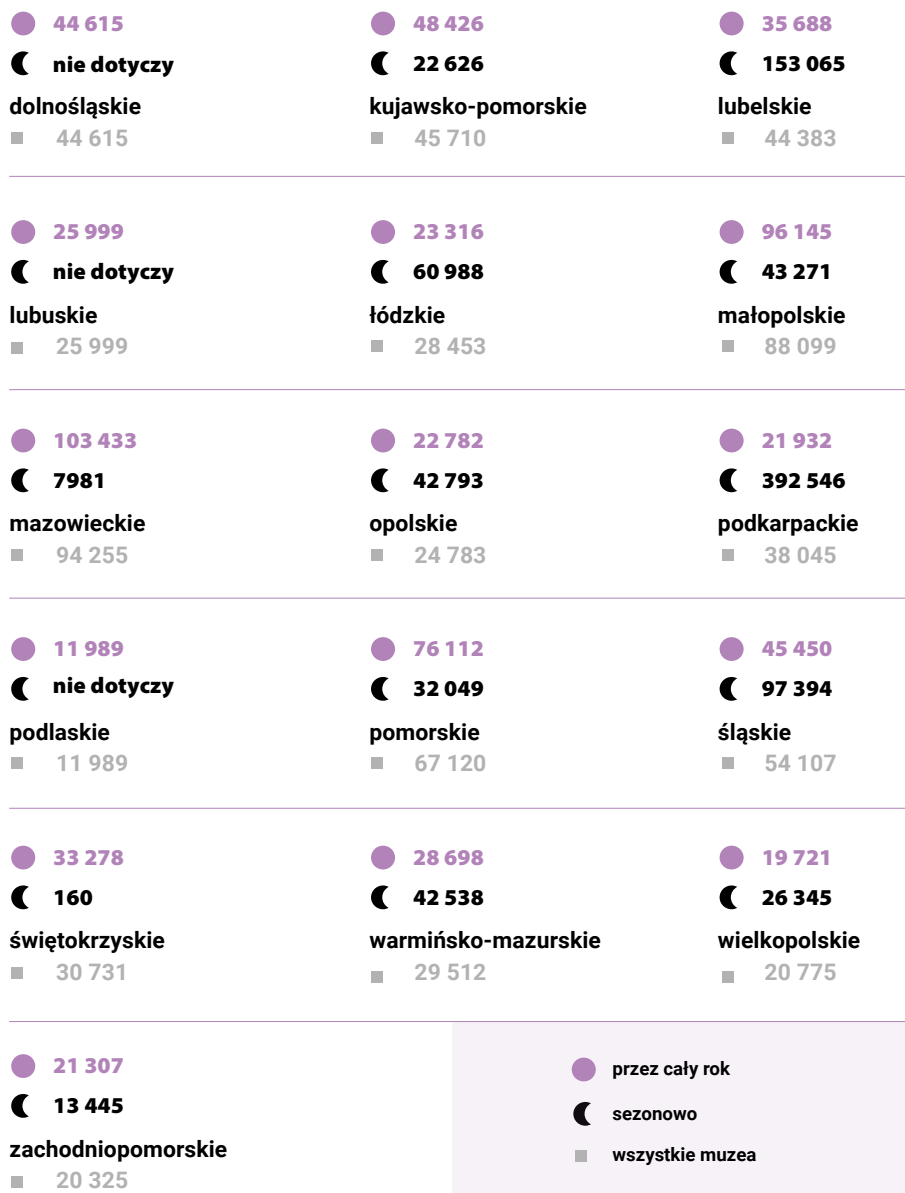 44 615
nie dotyczy
dolnośląskie
44 615
48 426
22 626
kujawsko-pomorskie
45 710
35 688
153 065
lubelskie
44 383
25 999
nie dotyczy
lubuskie
25 999
23 316
60 988
łódzkie
28 453
96 145
43 271
małopolskie
88 099
103 433
7981
mazowieckie
94 255
22 782
42 793
opolskie
24 783
21 932
392 546
podkarpackie
38 045
11 989
nie dotyczy
podlaskie
11 989
76 112
32 049
pomorskie
67 120
45 450
97 394
śląskie
54 107
33 278
160
świętokrzyskie
30 731
28 698
42 538
warmińsko-mazurskie
29 512
19 721
26 345
wielkopolskie
20 775
21 307
13 445
zachodniopomorskie
20 325
przez cały rok
sezonowo
wszystkie muzea